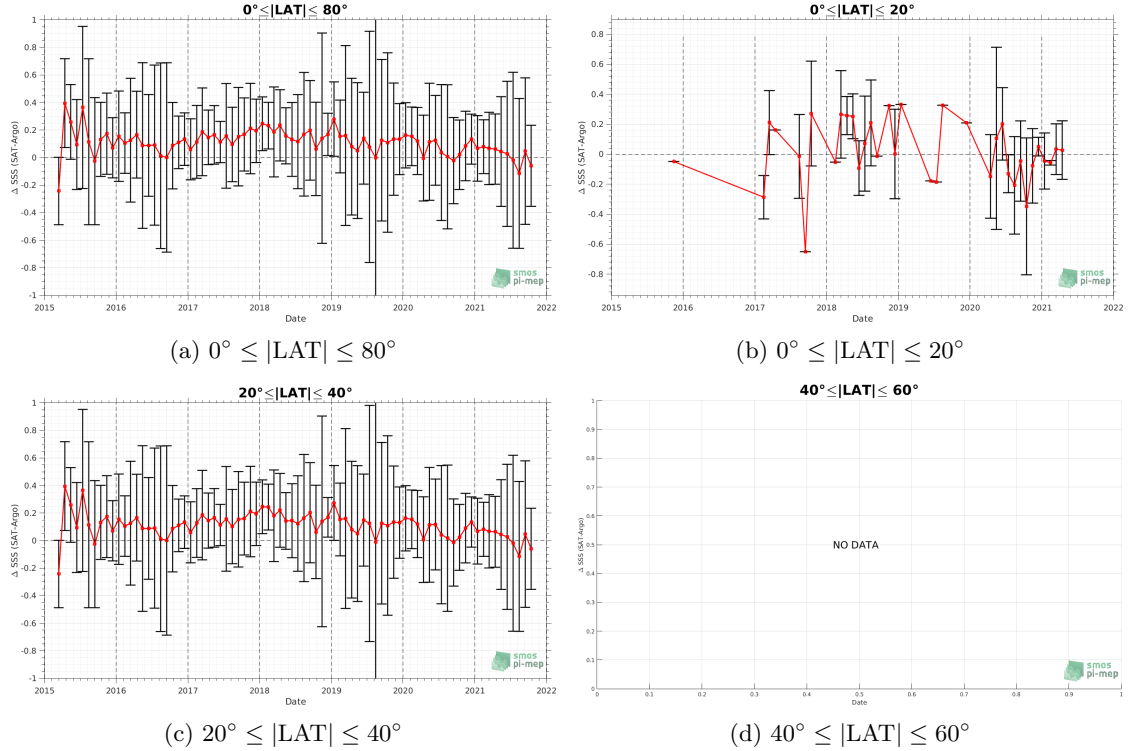 0°≤|LAT|≤ 80°
1
0.8
0.6
0.4
0.2
0
-0.2
-0.4
-0.6
-0.8
-1
Δ SSS (SAT-Argo)
2015 2016 2017 2018 2019 2020 2021 2022
Date
smos
pi-mep
(a) 0° ≤ |LAT| ≤ 80°
0°≤|LAT|≤ 20°
0.8
0.6
0.4
0.2
0
-0.2
-0.4
-0.6
-0.8
Δ SSS (SAT-Argo)
2015 2016 2017 2018 2019 2020 2021 2022
Date
smos
pi-mep
(b) 0° ≤ |LAT| ≤ 20°
20°≤|LAT|≤ 40°
1
0.8
0.6
0.4
0.2
0
-0.2
-0.4
-0.6
-0.8
-1
Δ SSS (SAT-Argo)
2015 2016 2017 2018 2019 2020 2021 2022
Date
smos
pi-mep
(c) 20° ≤ |LAT| ≤ 40°
40°≤|LAT|≤ 60°
1
0.9
0.8
0.7
0.6
0.5
0.4
0.3
0.2
0.1
0
Δ SSS (SAT-Argo)
NO DATA
0 0.1 0.2 0.3 0.4 0.5 0.6 0.7 0.8 0.9 1
Date
smos
pi-mep
(d) 40° ≤ |LAT| ≤ 60°